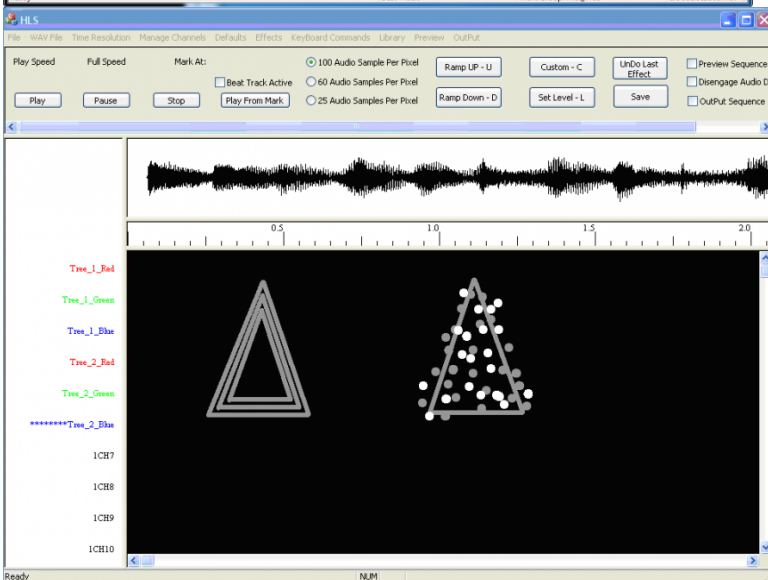 HLS
File WAV File Time Resolution Manage Channels Defaults Effects KeyBoard Commands Library Preview OutPut
Play Speed Full Speed Mark At: 100 Audio Sample Per Pixel Ramp UP - U Custom - C UnDo Last Effect Preview Sequence
Beat Track Active 60 Audio Samples Per Pixel Disengage Audio D
Play Pause Stop Play From Mark 25 Audio Samples Per Pixel Ramp Down - D Set Level - L Save OutPut Sequence
0.5 1.0 1.5 2.0
Tree_1_Red
Tree_1_Green
Tree_1_Blue
Tree_2_Red
Tree_2_Green
********Tree_2_Blue
1CH7
1CH8
1CH9
1CH10
Ready NUM